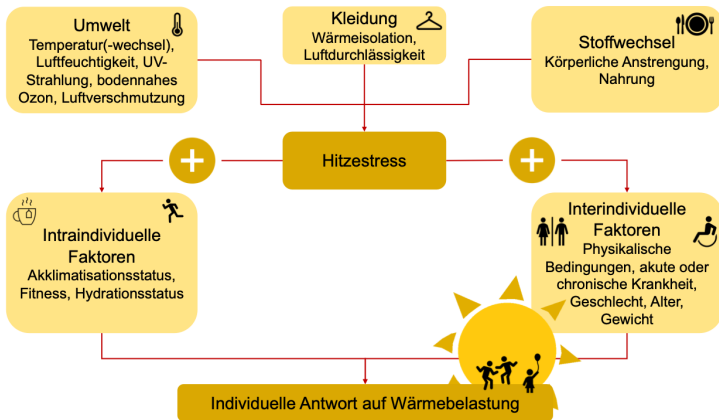 Umwelt
Temperatur(-wechsel),
Luftfeuchtigkeit, UV-
Strahlung, bodennahes
Ozon, Luftverschmutzung
Kleidung
Wärmeisolation,
Luftdurchlässigkeit
Stoffwechsel
Körperliche Anstrengung,
Nahrung
Hitzestress
Intraindividuelle
Faktoren
Akklimatisationsstatus,
Fitness, Hydrationsstatus
Interindividuelle
Faktoren
Physikalische
Bedingungen, akute oder
chronische Krankheit,
Geschlecht, Alter,
Gewicht
Individuelle Antwort auf Wärmebelastung